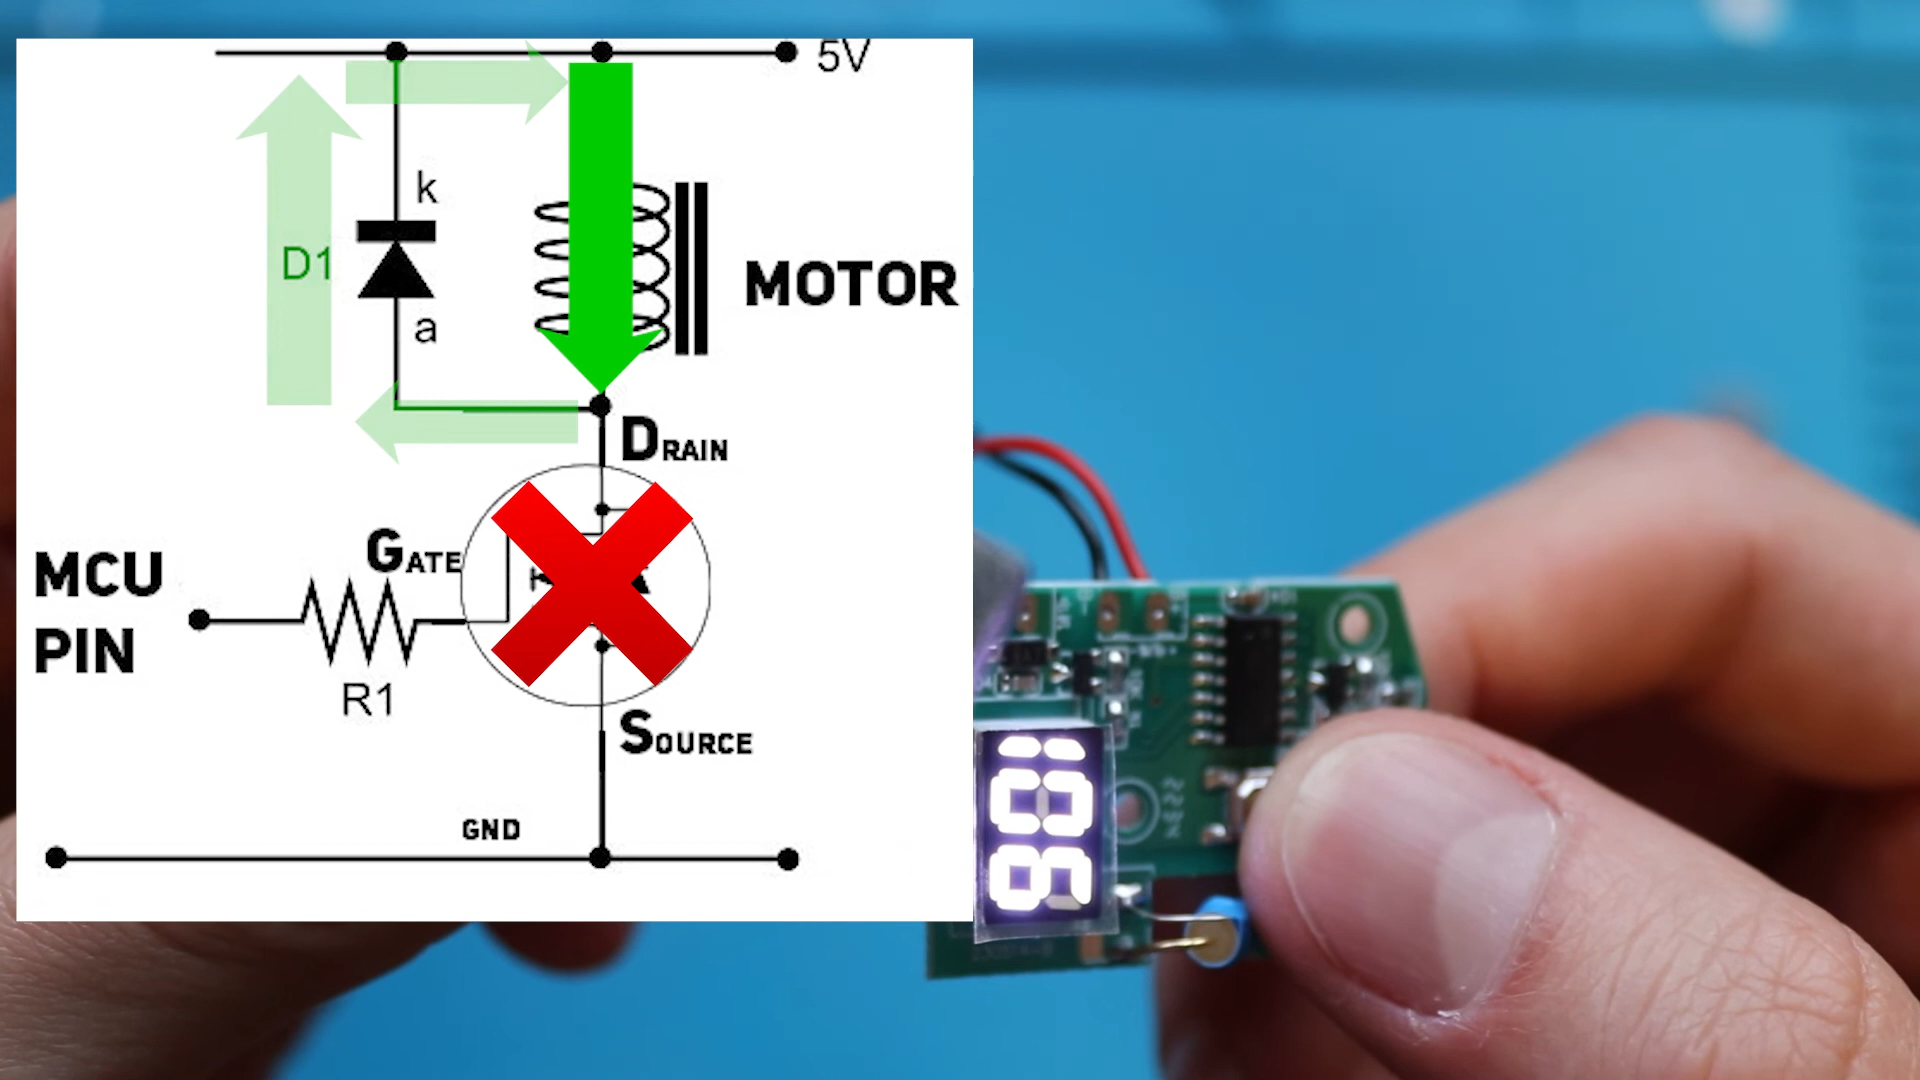 5V
k
D1
a
MOTOR
DRAIN
GATE
MCU
PIN
R1
SOURCE
GND